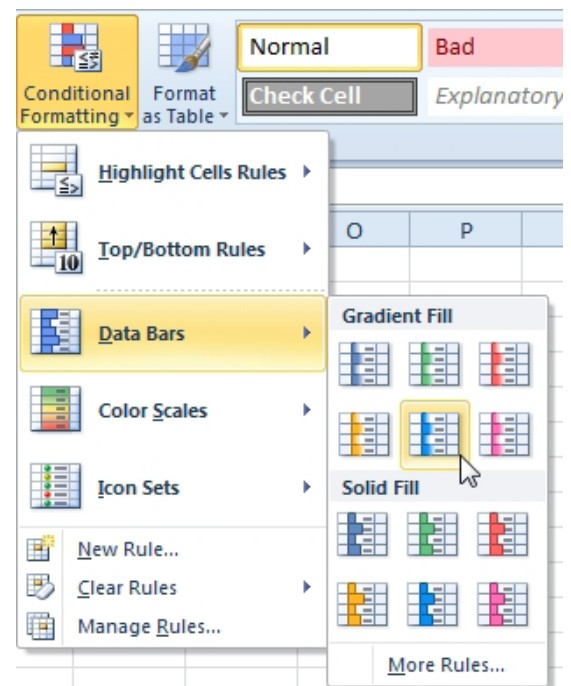 Normal
Bad
Conditional
Formatting
Format
as Table
Check Cell
Explanatory
Highlight Cells Rules
O
P
10
Top/Bottom Rules
Data Bars
Gradient Fill
Color Scales
Icon Sets
Solid Fill
New Rule...
Clear Rules
Manage Rules...
More Rules...